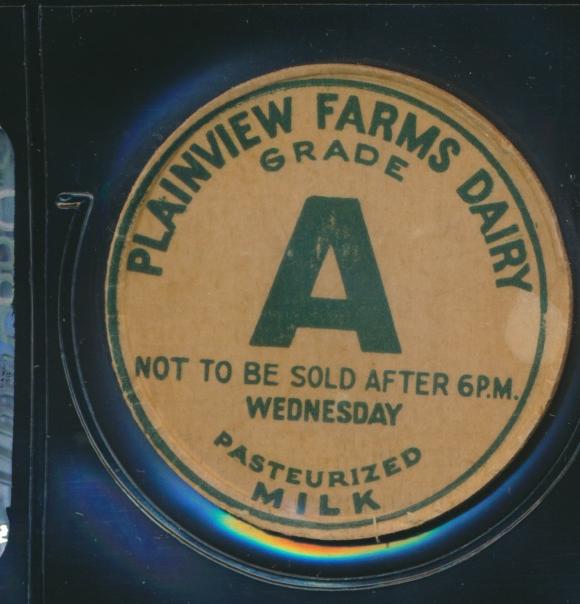 PLAINVIEW FARMS DAIRY
GRADE
A
NOT TO BE SOLD AFTER 6P.M.
WEDNESDAY
PASTEURIZED
MILK